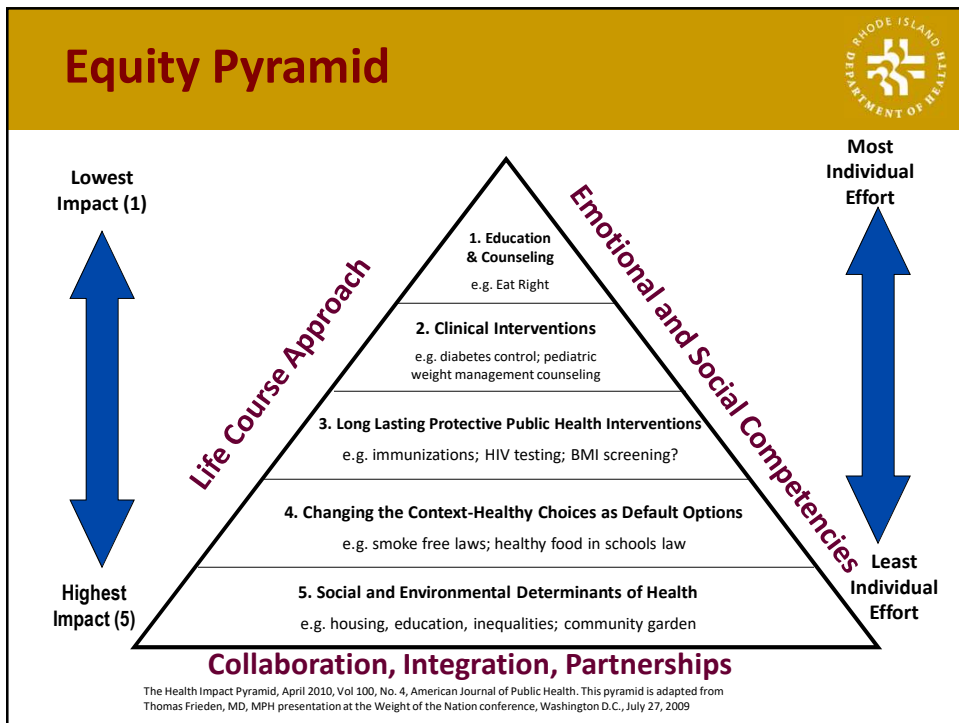 Equity Pyramid
RHODE ISLAND
DEPARTMENT OF HEALTH
Lowest
Impact (1)
Highest
Impact (5)
Life Course Approach
1. Education
& Counseling
e.g. Eat Right
2. Clinical Interventions
e.g. diabetes control; pediatric
weight management counseling
3. Long Lasting Protective Public Health Interventions
e.g. immunizations; HIV testing; BMI screening?
4. Changing the Context-Healthy Choices as Default Options
e.g. smoke free laws; healthy food in schools law
5. Social and Environmental Determinants of Health
e.g. housing, education, inequalities; community garden
Emotional and Social Competencies
Most
Individual
Effort
Least
Individual
Effort
Collaboration, Integration, Partnerships
The Health Impact Pyramid, April 2010, Vol 100, No. 4, American Journal of Public Health. This pyramid is adapted from
Thomas Frieden, MD, MPH presentation at the Weight of the Nation conference, Washington D.C., July 27, 2009